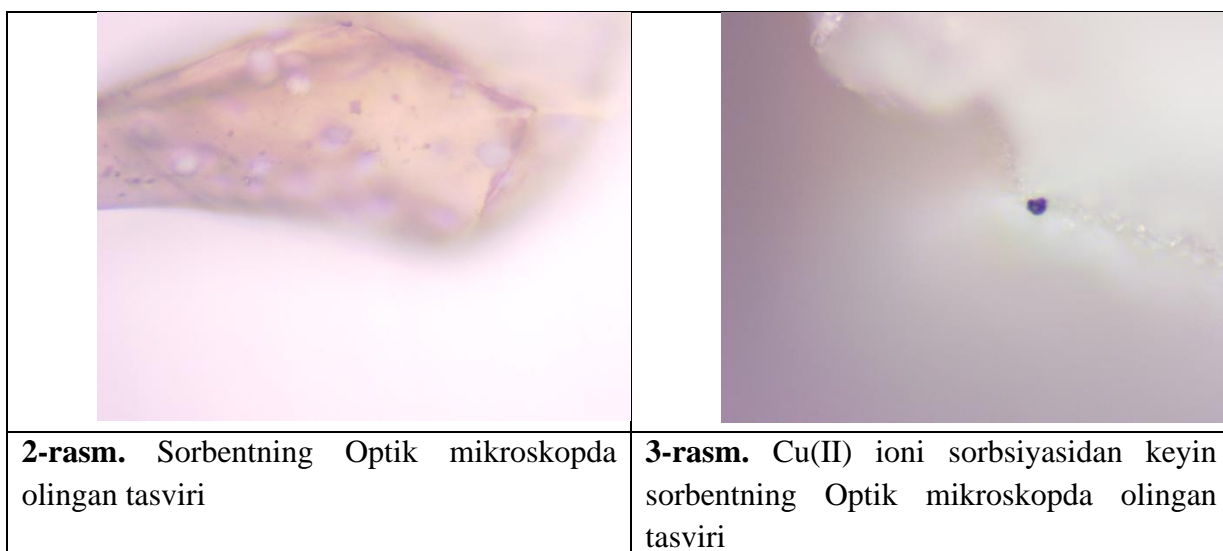 2-rasm. Sorbentning Optik mikroskopda
olingan tasviri
3-rasm. Cu(II) ioni sorbsiyasidan keyin
sorbentning Optik mikroskopda olingan
tasviri